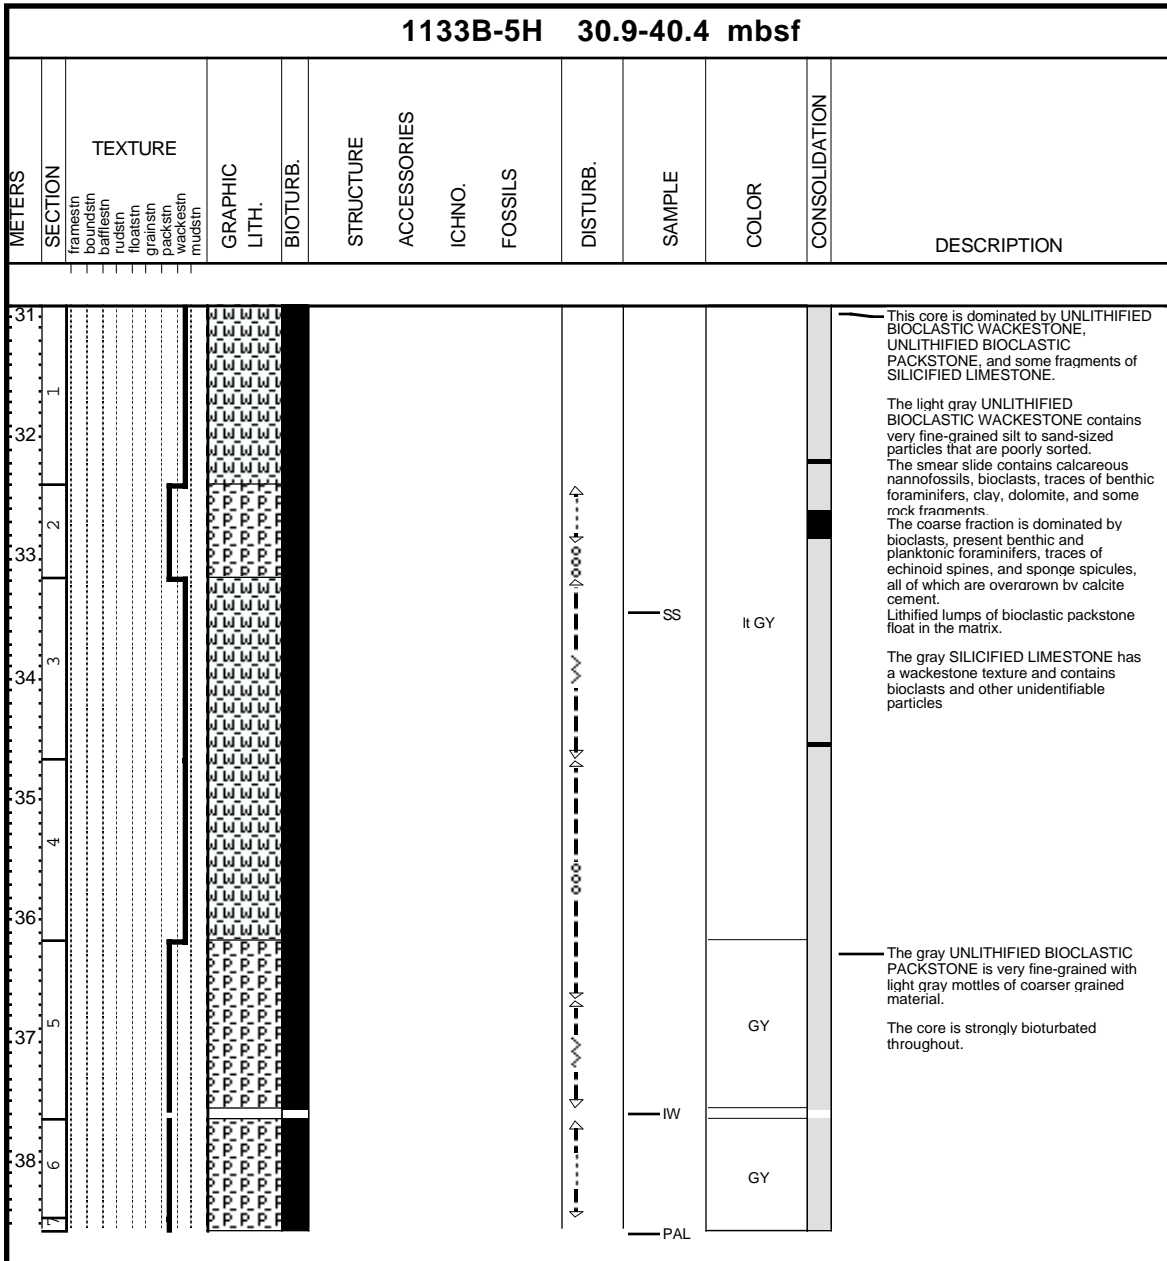 1133B-5H 30.9-40.4 mbsf
METERS
SECTION
TEXTURE
framestn
boundstn
bafflestn
rudstn
floatstn
grainstn
packstn
wackestn
mudstn
GRAPHIC
LITH.
BIOTURB.
STRUCTURE
ACCESSORIES
ICHNO.
FOSSILS
DISTURB.
SAMPLE
COLOR
CONSOLIDATION
DESCRIPTION
31
32
33
34
35
36
37
38
1
2
3
4
5
6
7
SS
IW
PAL
lt GY
GY
GY
This core is dominated by UNLITHIFIED
BIOCLASTIC WACKESTONE,
UNLITHIFIED BIOCLASTIC
PACKSTONE, and some fragments of
SILICIFIED LIMESTONE.
The light gray UNLITHIFIED
BIOCLASTIC WACKESTONE contains
very fine-grained silt to sand-sized
particles that are poorly sorted.
The smear slide contains calcareous
nannofossils, bioclasts, traces of benthic
foraminifers, clay, dolomite, and some
rock fragments.
The coarse fraction is dominated by
bioclasts, present benthic and
planktonic foraminifers, traces of
echinoid spines, and sponge spicules,
all of which are overgrown by calcite
cement.
Lithified lumps of bioclastic packstone
float in the matrix.
The gray SILICIFIED LIMESTONE has
a wackestone texture and contains
bioclasts and other unidentifiable
particles
The gray UNLITHIFIED BIOCLASTIC
PACKSTONE is very fine-grained with
light gray mottles of coarser grained
material.
The core is strongly bioturbated
throughout.